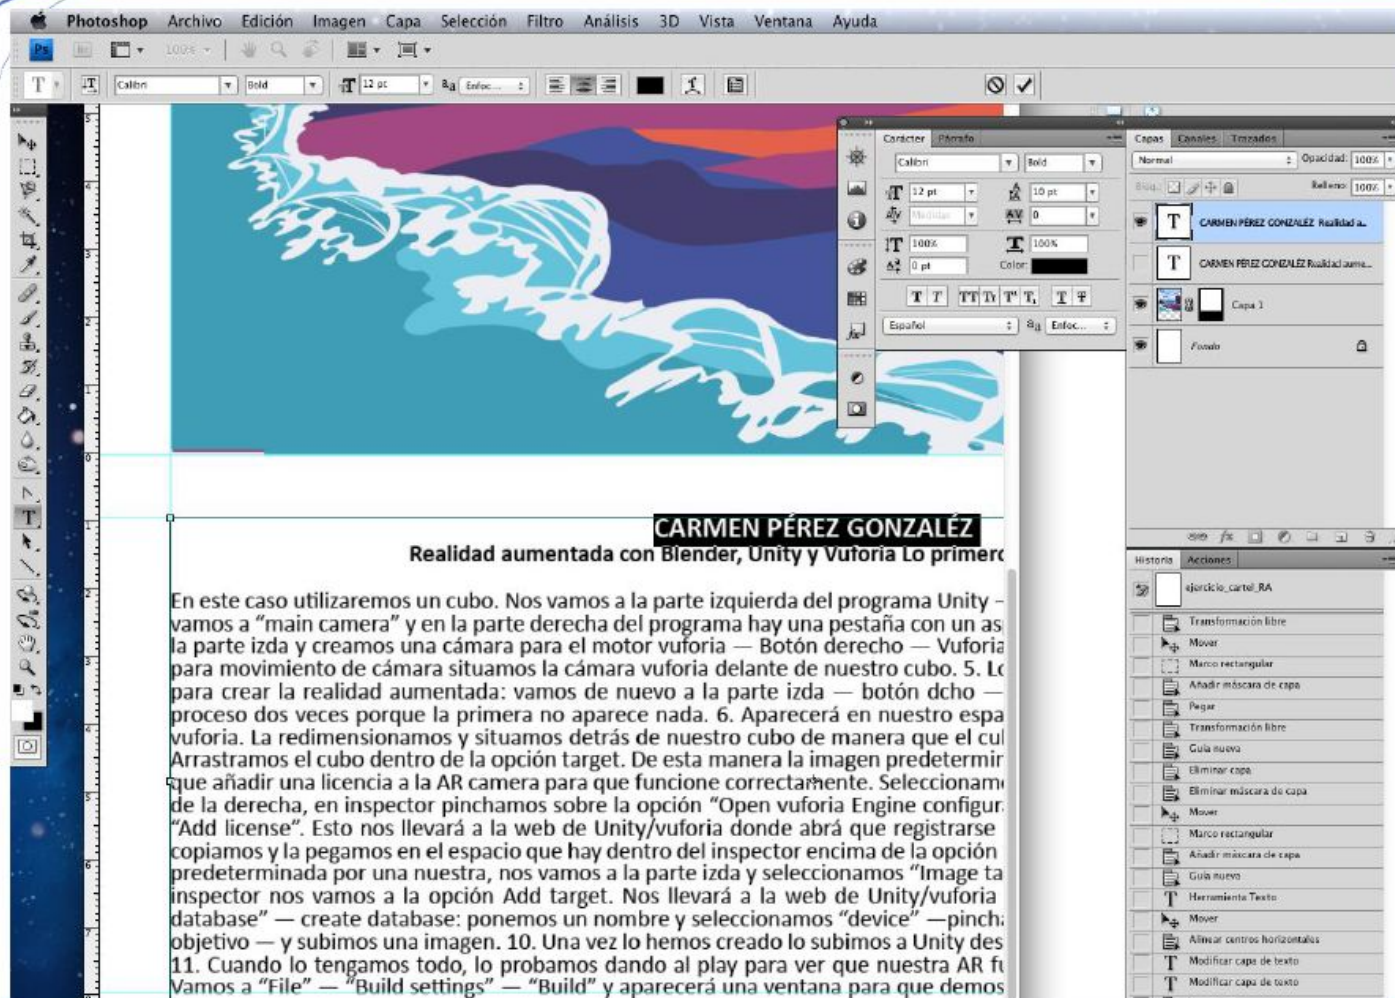 Photoshop Archivo Edición Imagen Capa Selección Filtro Análisis 3D Vista Ventana Ayuda
Ps Br 100%
T Calibri Bold 12 pt aa Enfoc...
Carácter Párrafo
Calibri Bold
12 pt 10 pt
Medidas 0
100% 100%
0 pt Color:
Español aa Enfoc...
Capas Canales Trazados
Normal Opacidad: 100%
Bloq.: Relleno: 100%
CARMEN PÉREZ GONZALÉZ Realidad a...
CARMEN PÉREZ GONZALÉZ Realidad aume...
Capa 1
Fondo
CARMEN PÉREZ GONZALÉZ
Realidad aumentada con Blender, Unity y Vuforia Lo primero
En este caso utilizaremos un cubo. Nos vamos a la parte izquierda del programa Unity –
vamos a “main camera” y en la parte derecha del programa hay una pestaña con un as
la parte izda y creamos una cámara para el motor vuforia — Botón derecho — Vuforia
para movimiento de cámara situamos la cámara vuforia delante de nuestro cubo. 5. Lo
para crear la realidad aumentada: vamos de nuevo a la parte izda — botón dcho —
proceso dos veces porque la primera no aparece nada. 6. Aparecerá en nuestro espa
vuforia. La redimensionamos y situamos detrás de nuestro cubo de manera que el cul
Arrastramos el cubo dentro de la opción target. De esta manera la imagen predetermin
que añadir una licencia a la AR camera para que funcione correctamente. Seleccionam
de la derecha, en inspector pinchamos sobre la opción “Open vuforia Engine configur
“Add license”. Esto nos llevará a la web de Unity/vuforia donde abrá que registrarse
copiamos y la pegamos en el espacio que hay dentro del inspector encima de la opción
predeterminada por una nuestra, nos vamos a la parte izda y seleccionamos “Image ta
inspector nos vamos a la opción Add target. Nos llevará a la web de Unity/vuforia
database” — create database: ponemos un nombre y seleccionamos “device” —pincha
objetivo — y subimos una imagen. 10. Una vez lo hemos creado lo subimos a Unity des
11. Cuando lo tengamos todo, lo probamos dando al play para ver que nuestra AR fu
Vamos a “File” — “Build settings” — “Build” y aparecerá una ventana para que demos
Historia Acciones
ejercicio_cartel_RA
Transformación libre
Mover
Marco rectangular
Añadir máscara de capa
Pegar
Transformación libre
Guía nueva
Eliminar capa
Eliminar máscara de capa
Mover
Marco rectangular
Añadir máscara de capa
Guía nueva
Herramienta Texto
Mover
Alinear centros horizontales
Modificar capa de texto
Modificar capa de texto